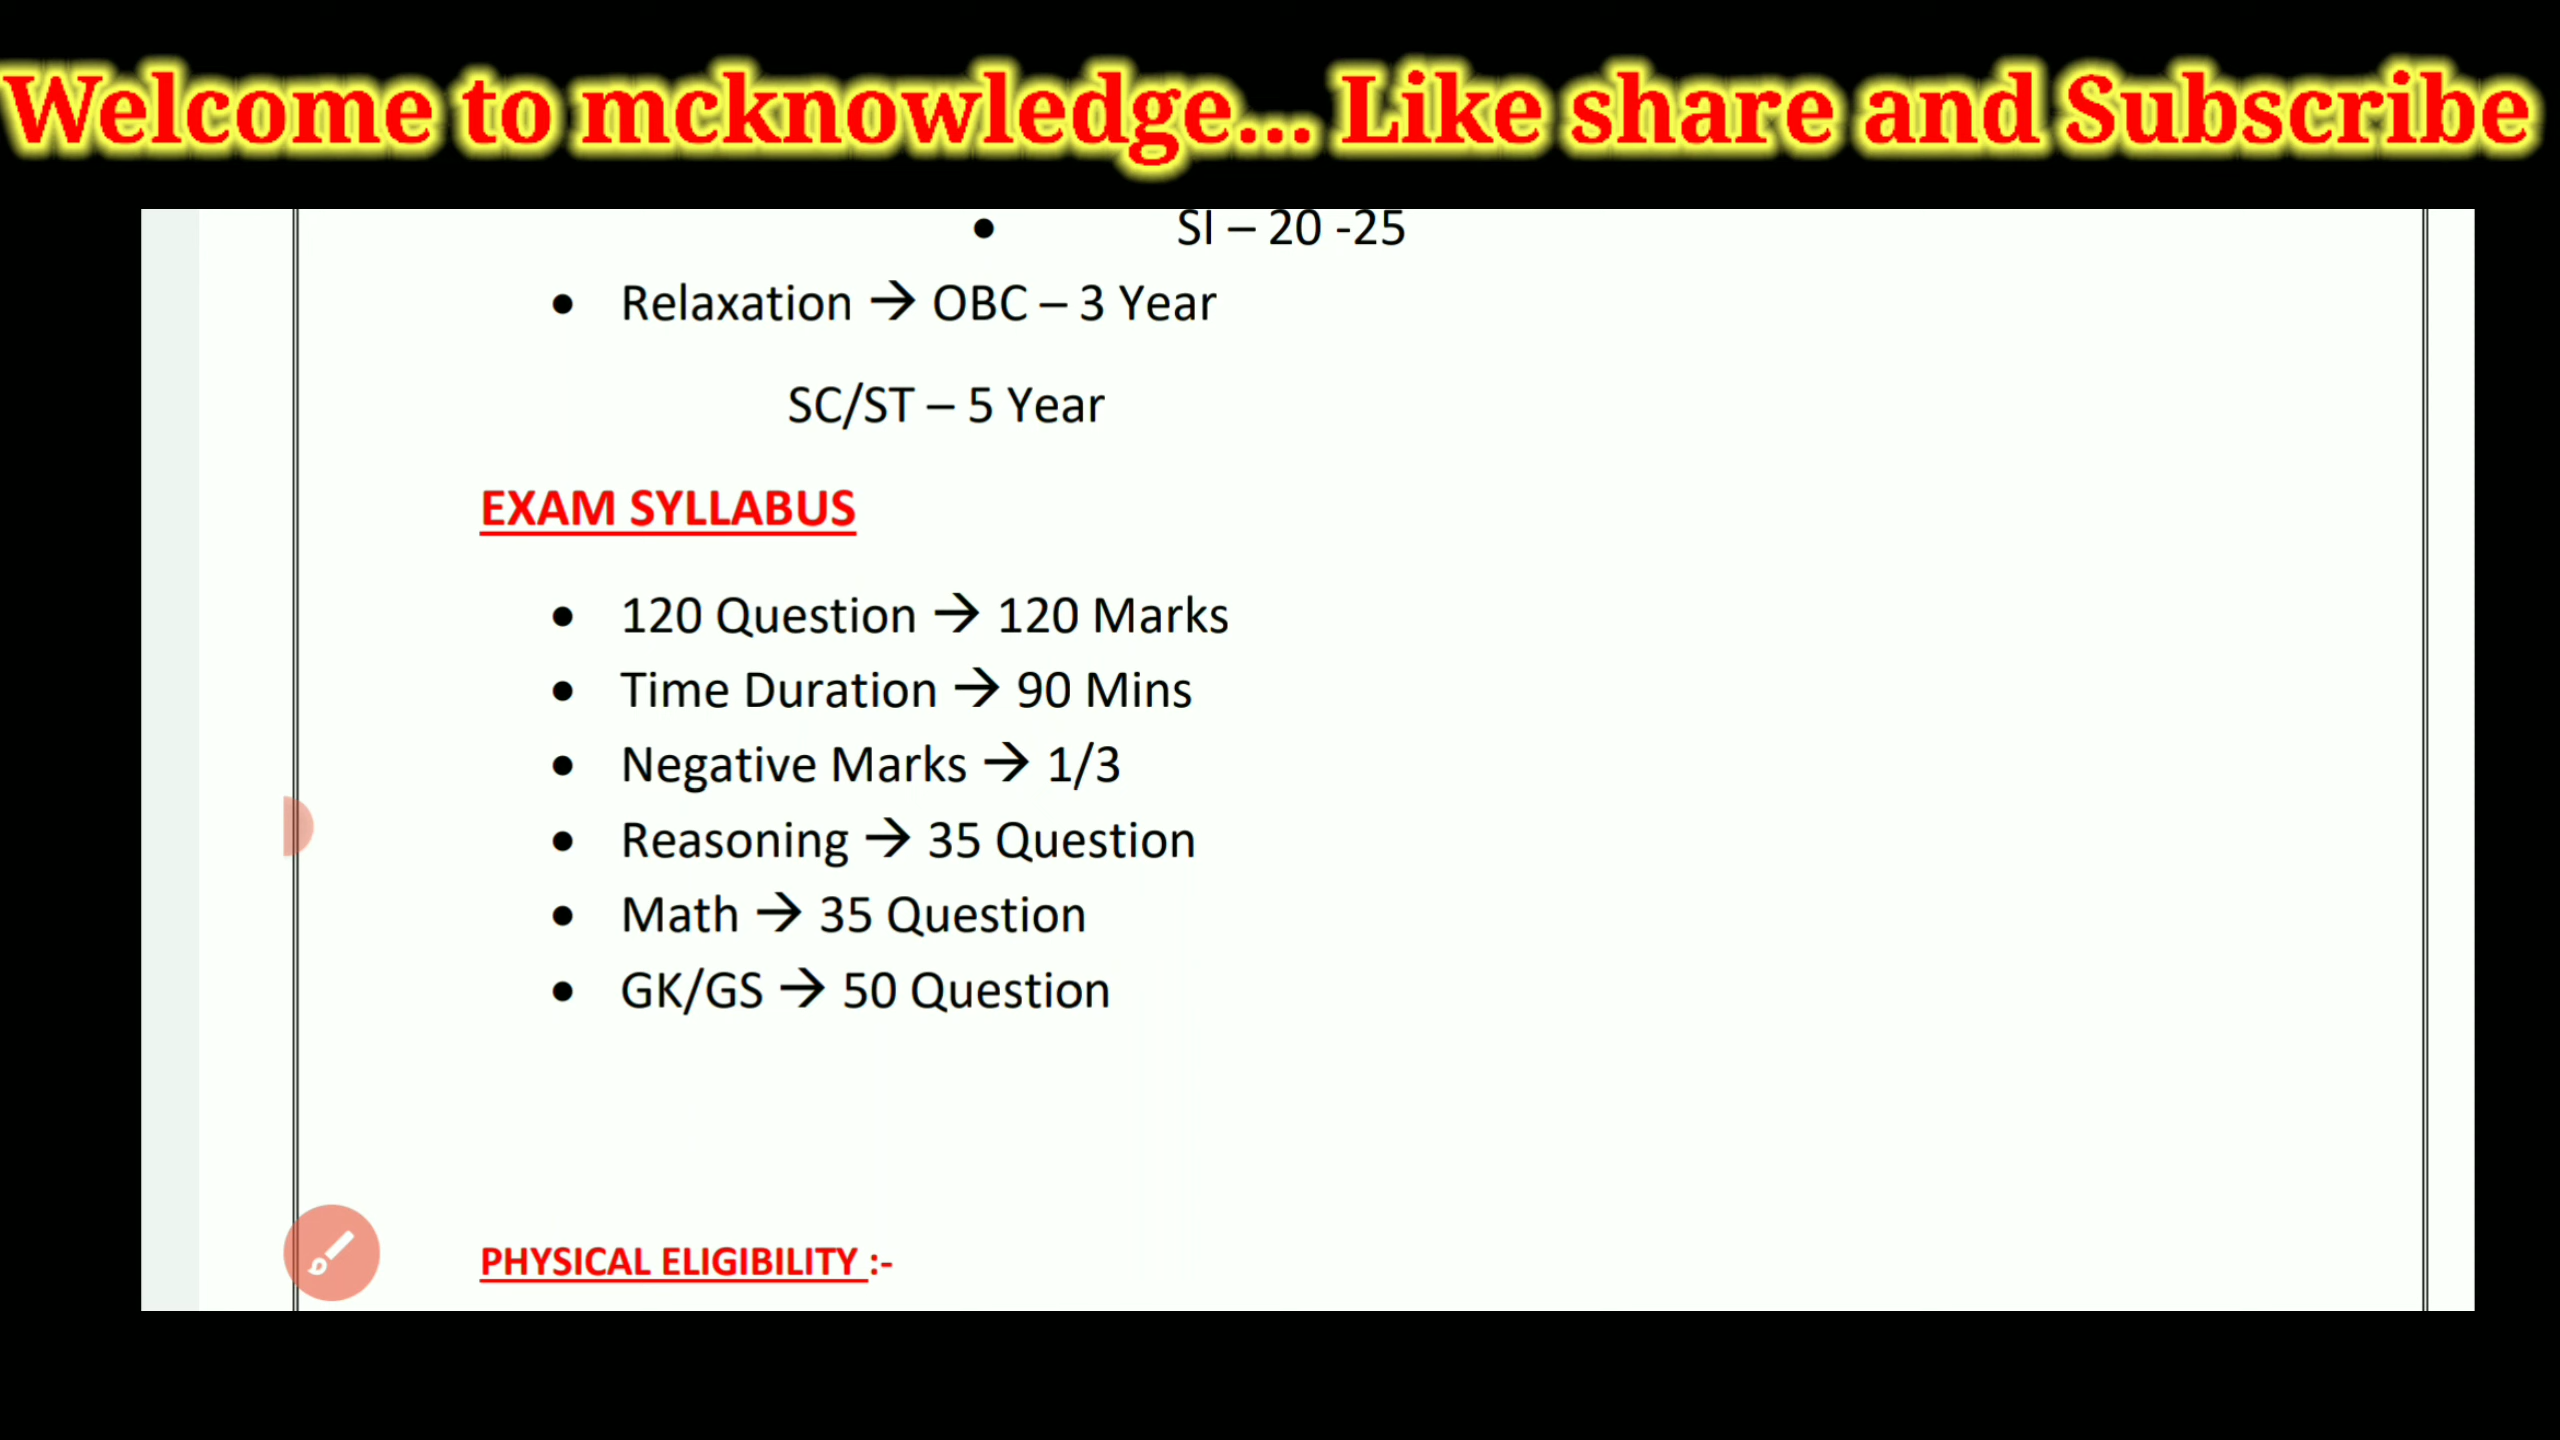 Welcome to mcknowledge... Like share and Subscribe
• SI – 20 -25
• Relaxation → OBC – 3 Year
SC/ST – 5 Year
EXAM SYLLABUS
• 120 Question → 120 Marks
• Time Duration → 90 Mins
• Negative Marks → 1/3
• Reasoning → 35 Question
• Math → 35 Question
• GK/GS → 50 Question
PHYSICAL ELIGIBILITY :-